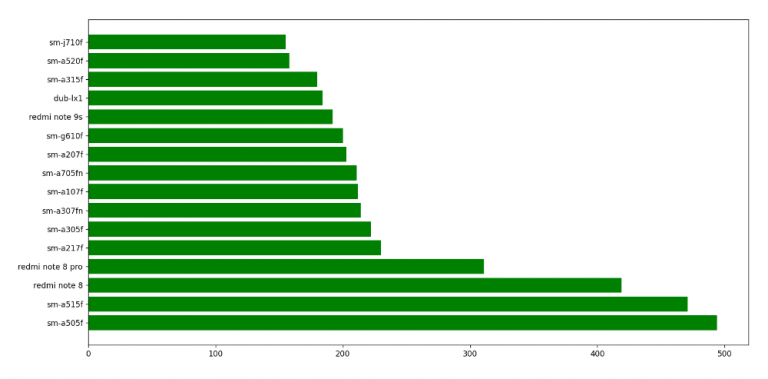 sm-j710f
sm-a520f
sm-a315f
dub-lx1
redmi note 9s
sm-g610f
sm-a207f
sm-a705fn
sm-a107f
sm-a307fn
sm-a305f
sm-a217f
redmi note 8 pro
redmi note 8
sm-a515f
sm-a505f
0 100 200 300 400 500